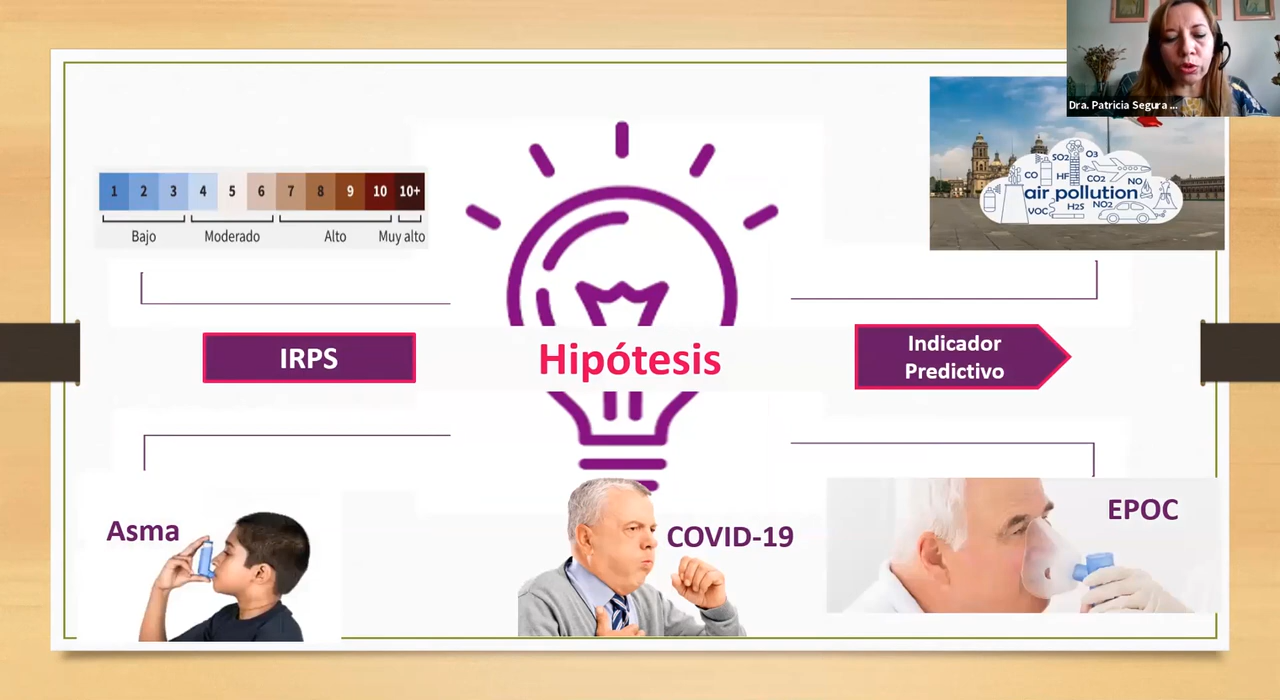 Dra. Patricia Segura ...
1 2 3 4 5 6 7 8 9 10 10+
Bajo Moderado Alto Muy alto
SO2 O3
CO HF CO2 NO
air pollution
VOC H2S NO2
IRPS
Hipótesis
Indicador
Predictivo
Asma
COVID-19
EPOC